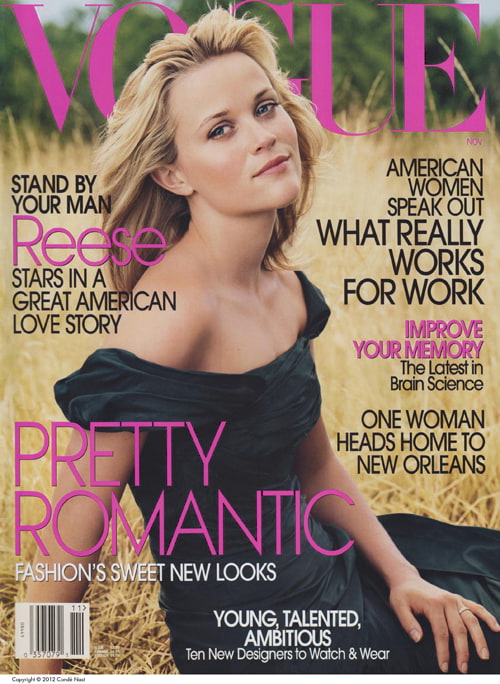 VOGUE
NOV
STAND BY
YOUR MAN
Reese
STARS IN A
GREAT AMERICAN
LOVE STORY
AMERICAN
WOMEN
SPEAK OUT
WHAT REALLY
WORKS
FOR WORK
IMPROVE
YOUR MEMORY
The Latest in
Brain Science
ONE WOMAN
HEADS HOME TO
NEW ORLEANS
PRETTY
ROMANTIC
FASHION'S SWEET NEW LOOKS
YOUNG, TALENTED,
AMBITIOUS
Ten New Designers to Watch & Wear
11>
Copyright © 2012 Condé Nast